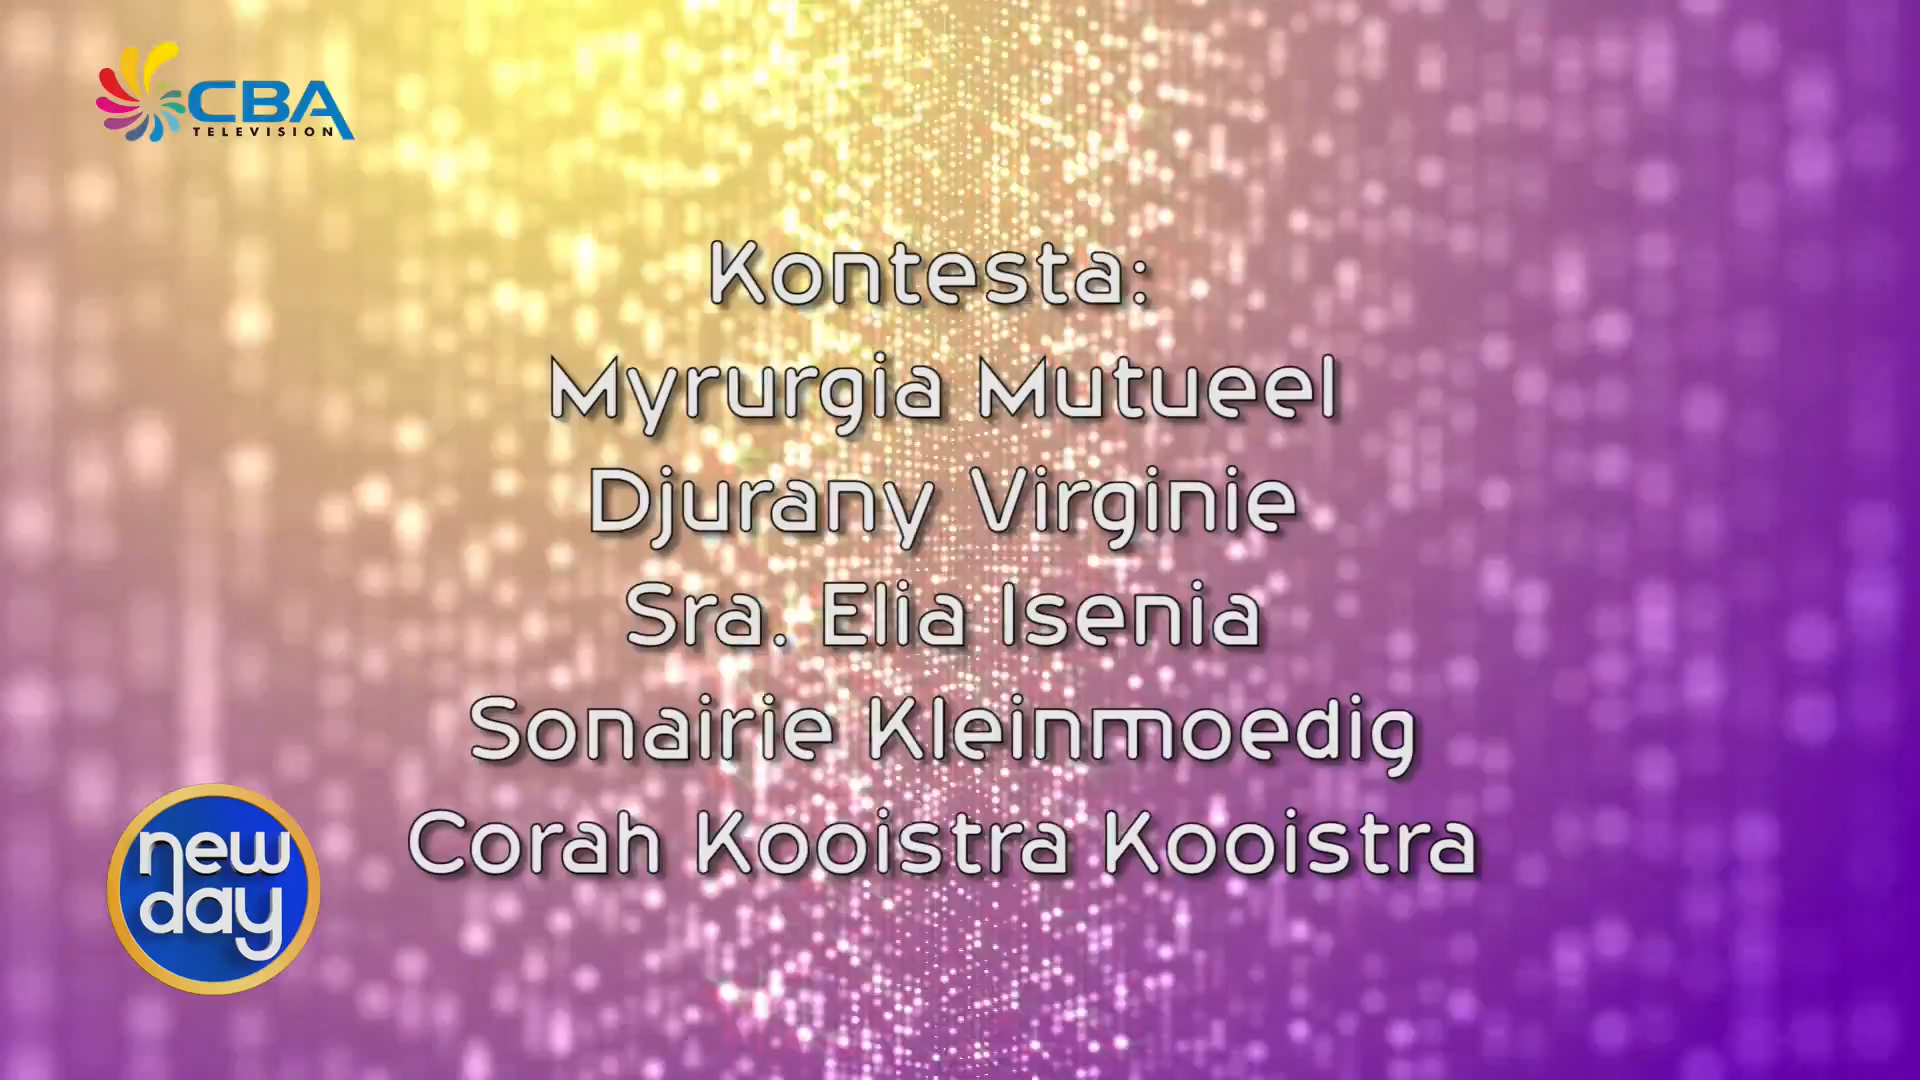 CBA
TELEVISION
Kontesta:
Myrurgia Mutueel
Djurany Virginie
Sra. Elia Isenia
Sonairie Kleinmoedig
Corah Kooistra Kooistra
new
day